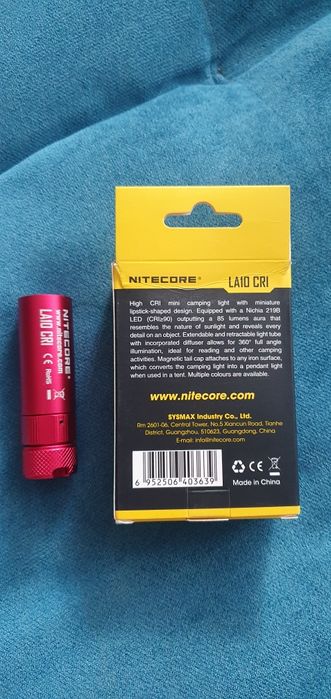 NITECORE®
LA10 CRI
www.nitecore.com
CE RoHS
NITECORE®
LA10 CRI
High CRI mini camping light with miniature
lipstick-shaped design. Equipped with a Nichia 219B
LED (CRI≥90) outputting a 85 lumens aura that
resembles the nature of sunlight and reveals every
detail on an object. Extendable and retractable light tube
with incorporated diffuser allows for 360° full angle
illumination, ideal for reading and other camping
activities. Magnetic tail cap attaches to any iron surface,
which converts the camping light into a pendant light
when used in a tent. Multiple colours are available.
www.nitecore.com
SYSMAX Industry Co., Ltd.
Rm 2601-06, Central Tower, No.5 Xiancun Road, Tianhe
District, Guangzhou, 510623, Guangdong, China
E-mail: info@nitecore.com
6 952506 403639
CE
Made in China